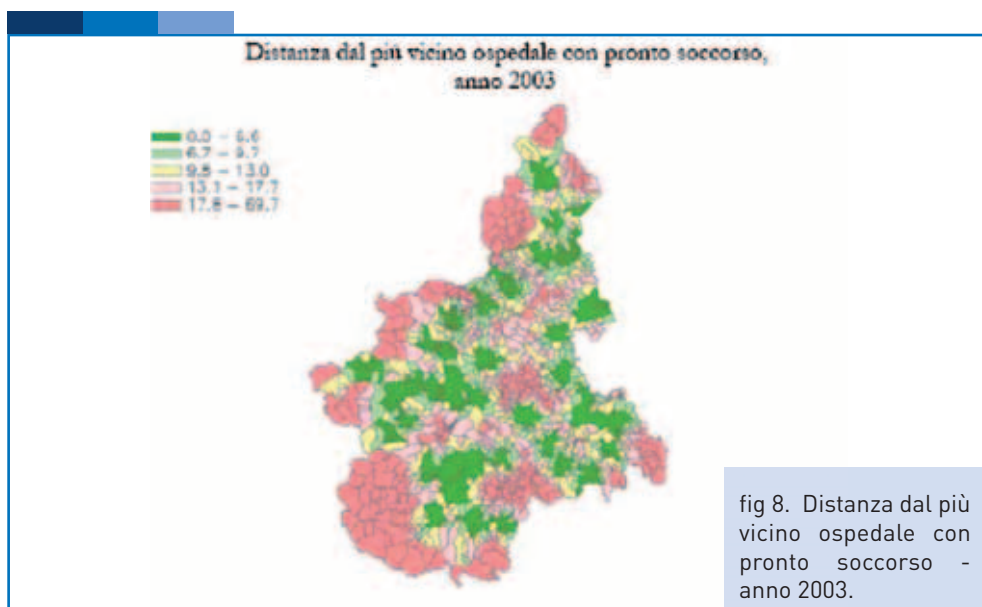 Distanza dal più vicino ospedale con pronto soccorso,
anno 2003
0.0 – 6.6
6.7 – 9.7
9.8 – 13.0
13.1 – 17.7
17.8 – 69.7
fig 8. Distanza dal più
vicino ospedale con
pronto soccorso -
anno 2003.